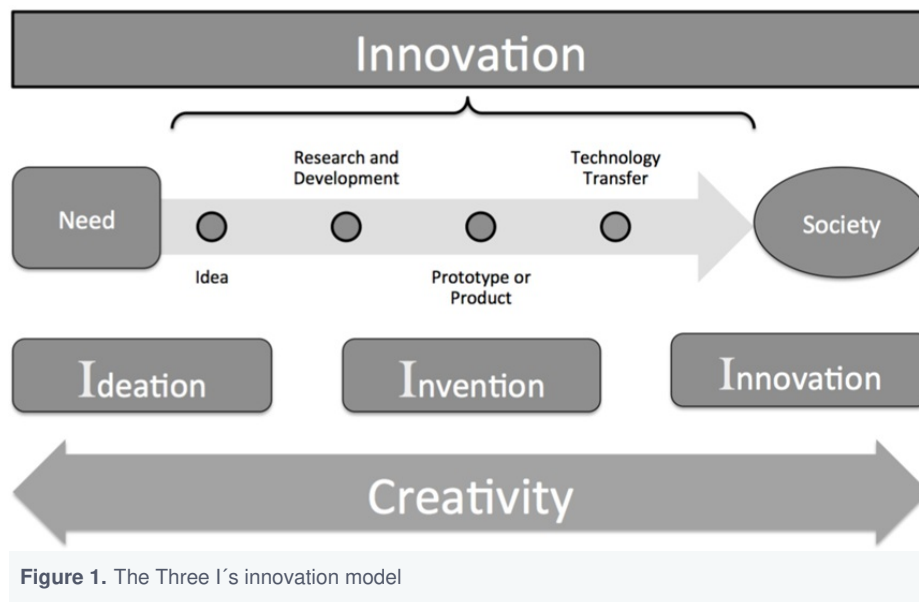 Innovation
Research and
Development
Technology
Transfer
Need
Society
Idea
Prototype or
Product
Ideation
Invention
Innovation
Creativity
Figure 1. The Three I´s innovation model